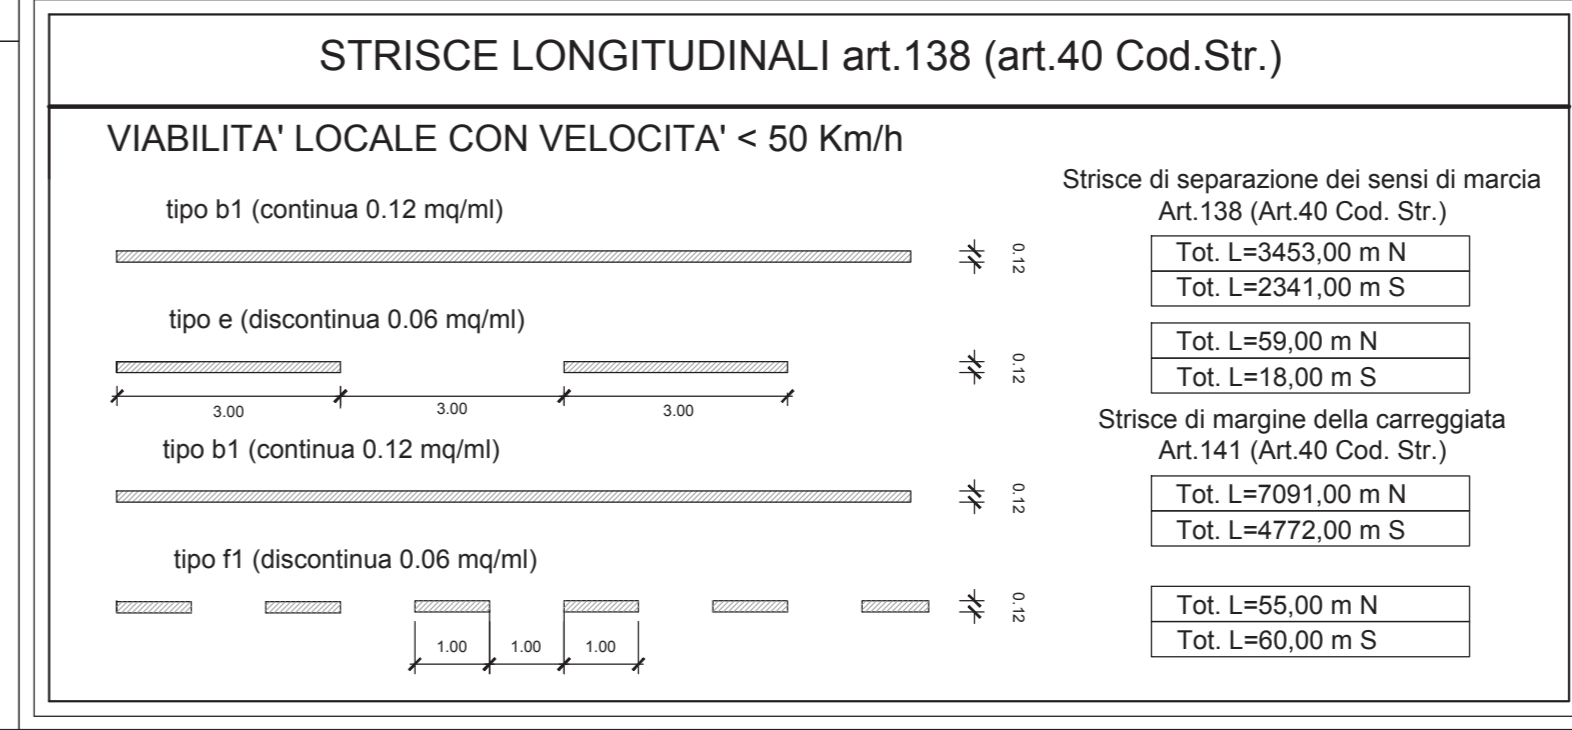 STRISCE LONGITUDINALI art.138 (art.40 Cod.Str.)
VIABILITA' LOCALE CON VELOCITA' < 50 Km/h
Strisce di separazione dei sensi di marcia
Art.138 (Art.40 Cod. Str.)
tipo b1 (continua 0.12 mq/ml)
0.12
Tot. L=3453,00 m N
Tot. L=2341,00 m S
tipo e (discontinua 0.06 mq/ml)
0.12
3.00
3.00
3.00
Tot. L=59,00 m N
Tot. L=18,00 m S
Strisce di margine della carreggiata
Art.141 (Art.40 Cod. Str.)
tipo b1 (continua 0.12 mq/ml)
0.12
Tot. L=7091,00 m N
Tot. L=4772,00 m S
tipo f1 (discontinua 0.06 mq/ml)
0.12
1.00
1.00
1.00
Tot. L=55,00 m N
Tot. L=60,00 m S